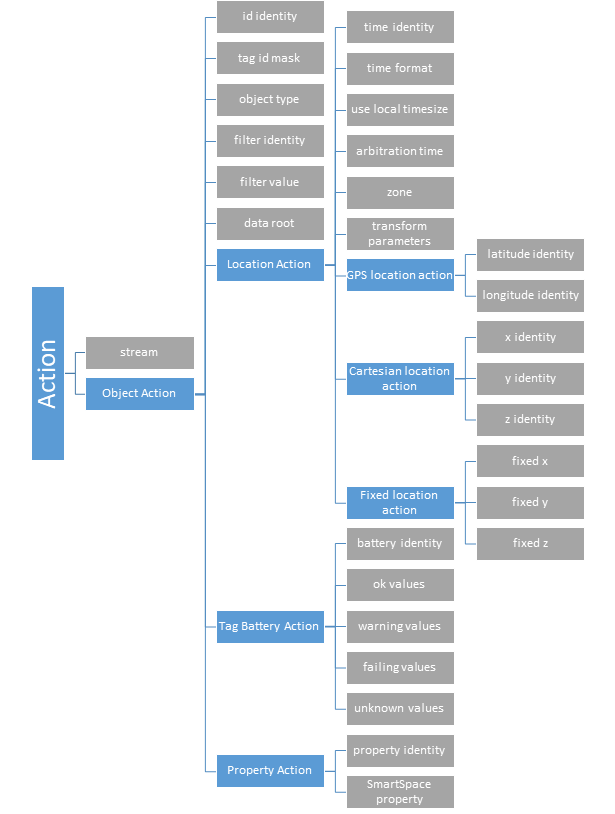 Action
stream
Object Action
id identity
tag id mask
object type
filter identity
filter value
data root
Location Action
time identity
time format
use local timesize
arbitration time
zone
transform
parameters
GPS location action
latitude identity
longitude identity
Cartesian location
action
x identity
y identity
z identity
Fixed location
action
fixed x
fixed y
fixed z
Tag Battery Action
battery identity
ok values
warning values
failing values
unknown values
Property Action
property identity
SmartSpace
property